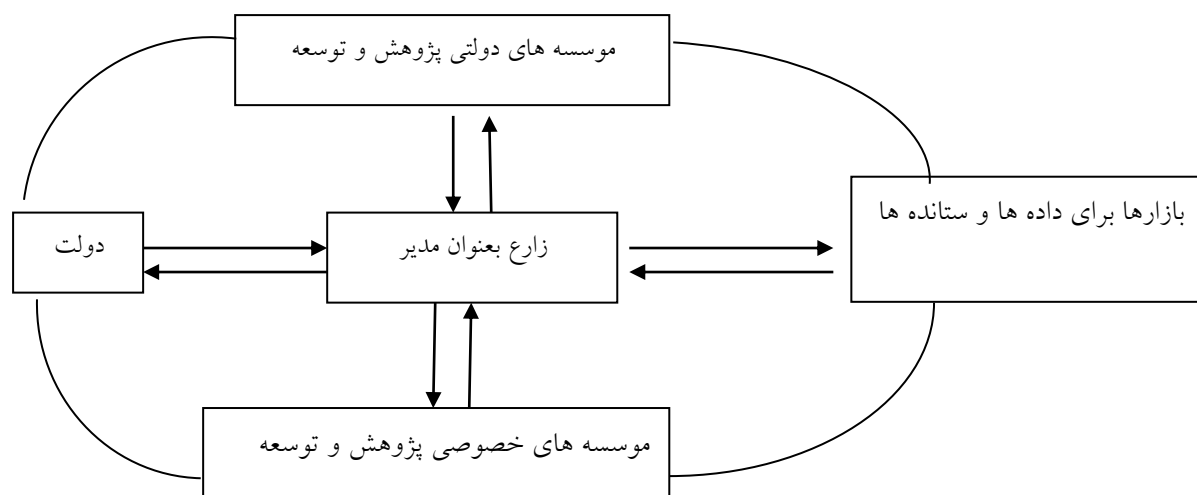 موسسه های دولتی پژوهش و توسعه
بازارها برای داده ها و ستانده ها
زارع بعنوان مدیر
دولت
موسسه های خصوصی پژوهش و توسعه